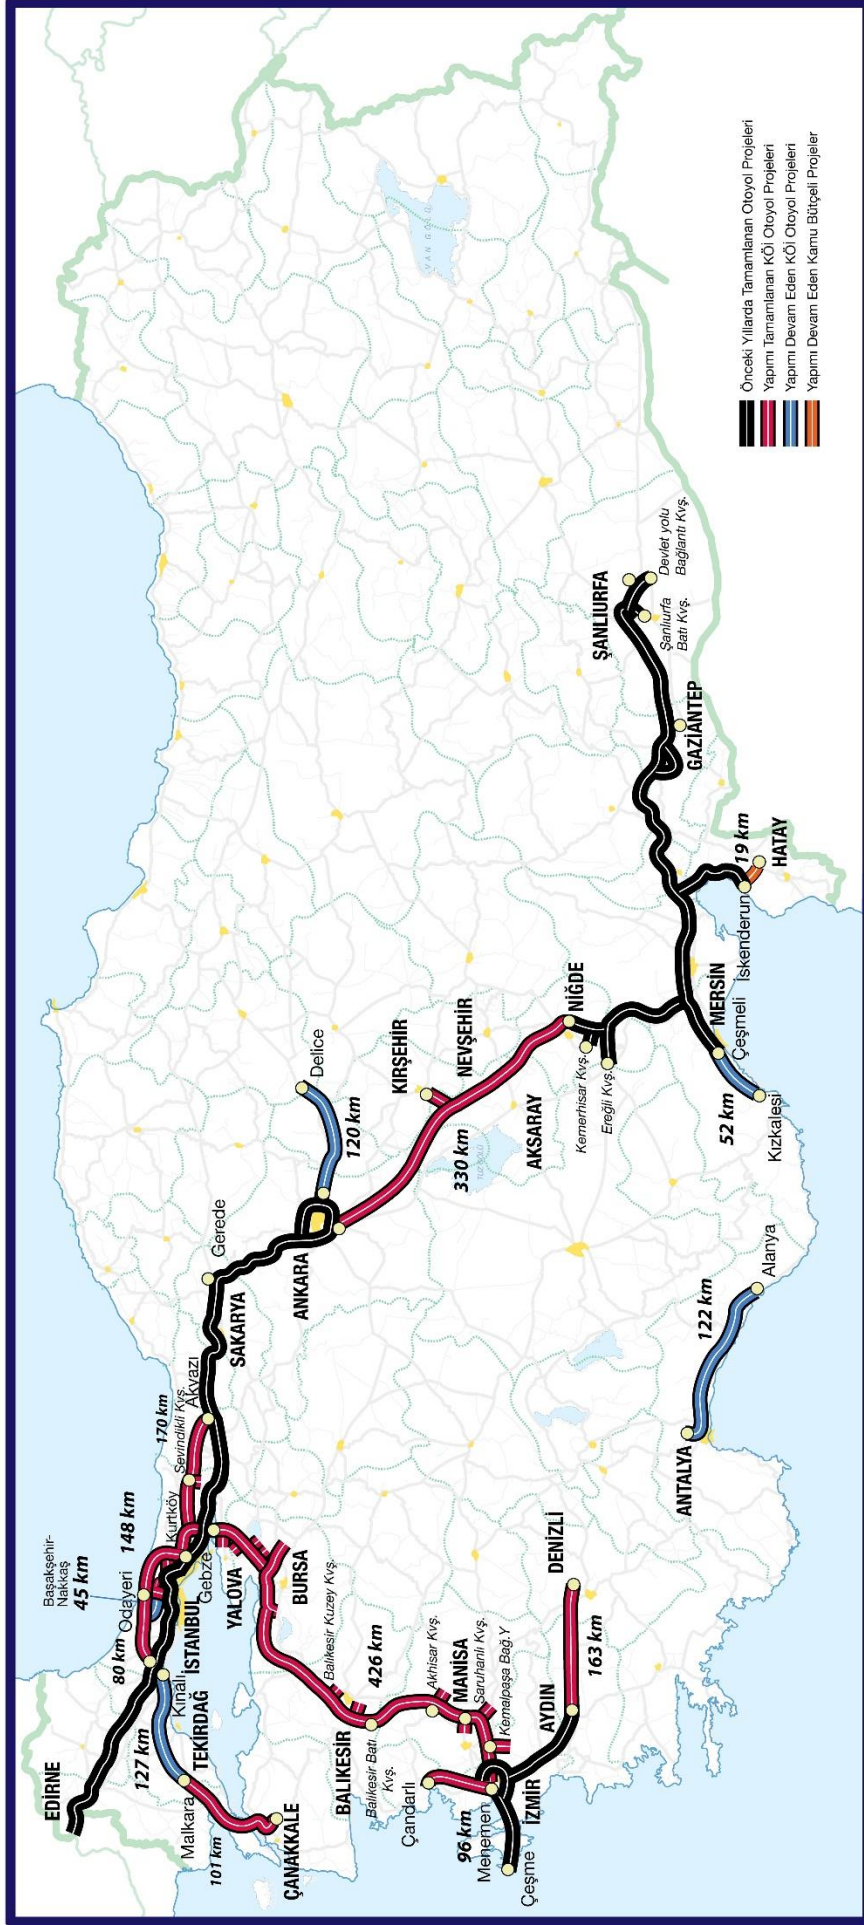 EDİRNE
Başakşehir-
Nakkaş
45 km
80 km
Odayeri
148 km
Kurtköy
170 km
Sevindikli Kvş.
Akyazı
SAKARYA
Gerede
Kınalı
İSTANBUL
Gebze
127 km
TEKİRDAĞ
Malkara
101 km
ÇANAKKALE
YALOVA
BURSA
ANKARA
Delice
120 km
Balıkesir Kuzey Kvş.
BALIKESİR
Balıkesir Batı
Kvş.
426 km
Akhisar Kvş.
MANİSA
Saruhanlı Kvş.
Kemalpaşa Bağ.Y
Çandarlı
96 km
Menemen
İZMİR
Çeşme
AYDIN
163 km
DENİZLİ
KIRŞEHİR
NEVŞEHİR
330 km
TUZ GÖLÜ
AKSARAY
NİĞDE
Kemerhisar Kvş.
Ereğli Kvş.
ANTALYA
122 km
Alanya
MERSİN
Çeşmeli
52 km
Kızkalesi
İskenderun
19 km
HATAY
GAZİANTEP
ŞANLIURFA
Şanlıurfa
Batı Kvş.
Devlet yolu
Bağlantı Kvş.
VAN GÖLÜ
Önceki Yıllarda Tamamlanan Otoyol Projeleri
Yapımı Tamamlanan KÖİ Otoyol Projeleri
Yapımı Devam Eden KÖİ Otoyol Projeleri
Yapımı Devam Eden Kamu Bütçeli Projeler